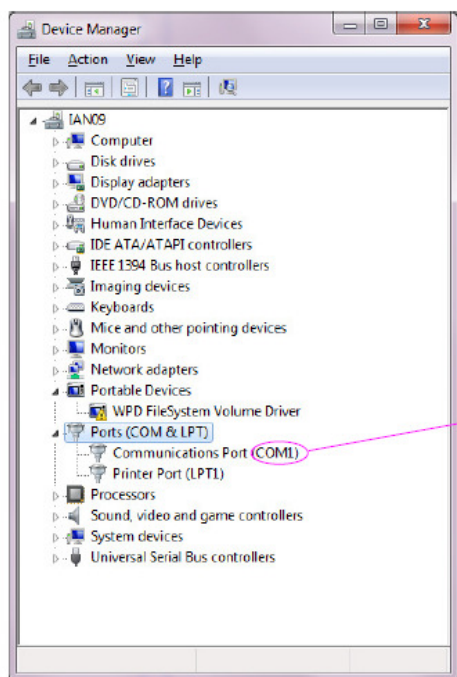 Device Manager
File Action View Help
IAN09
Computer
Disk drives
Display adapters
DVD/CD-ROM drives
Human Interface Devices
IDE ATA/ATAPI controllers
IEEE 1394 Bus host controllers
Imaging devices
Keyboards
Mice and other pointing devices
Monitors
Network adapters
Portable Devices
WPD FileSystem Volume Driver
Ports (COM & LPT)
Communications Port (COM1)
Printer Port (LPT1)
Processors
Sound, video and game controllers
System devices
Universal Serial Bus controllers